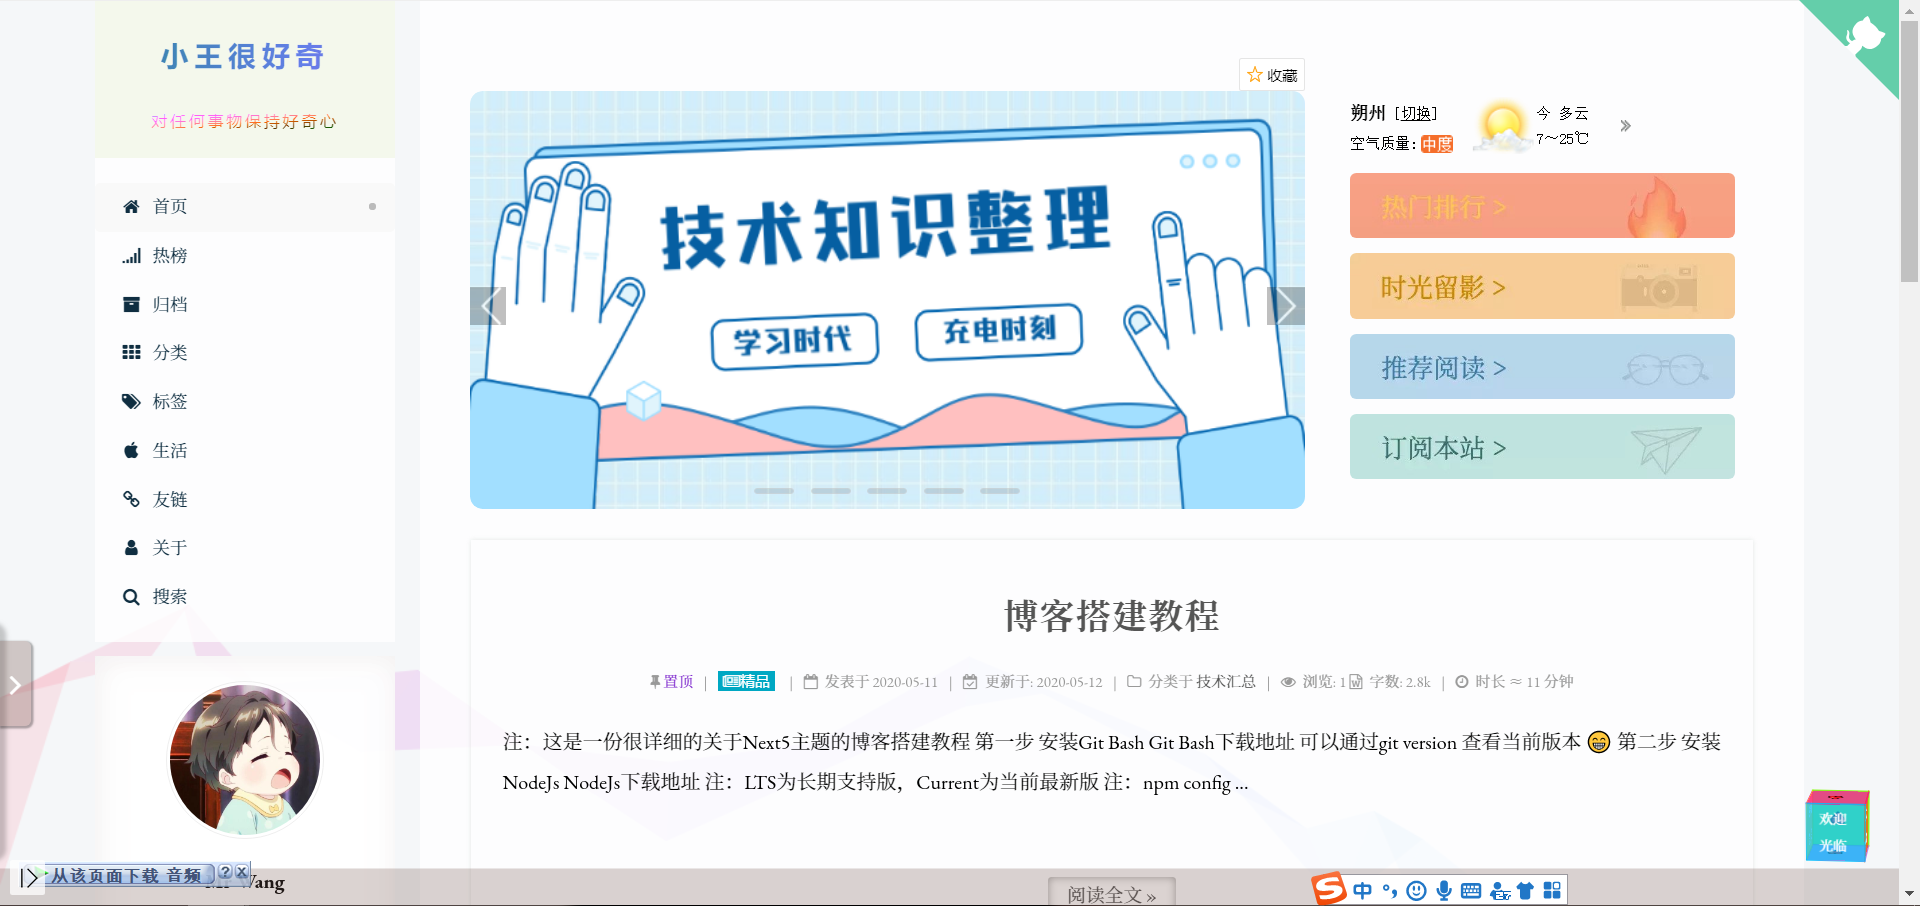 小王很好奇
对任何事物保持好奇心
首页
热榜
归档
分类
标签
生活
友链
关于
搜索
收藏
技术知识整理
学习时代
充电时刻
朔州 [切换]
空气质量: 中度
今 多云
7～25℃
热门排行 >
时光留影 >
推荐阅读 >
订阅本站 >
博客搭建教程
置顶 | 精品 | 发表于 2020-05-11 | 更新于: 2020-05-12 | 分类于 技术汇总 | 浏览: 1 字数: 2.8k | 时长 ≈ 11 分钟
注：这是一份很详细的关于Next5主题的博客搭建教程 第一步 安装Git Bash Git Bash下载地址 可以通过git version 查看当前版本 😁 第二步 安装
NodeJs NodeJs下载地址 注：LTS为长期支持版，Current为当前最新版 注：npm config ...
阅读全文 »
欢迎
光临
从该页面下载 音频 ? X
Wang
S 中